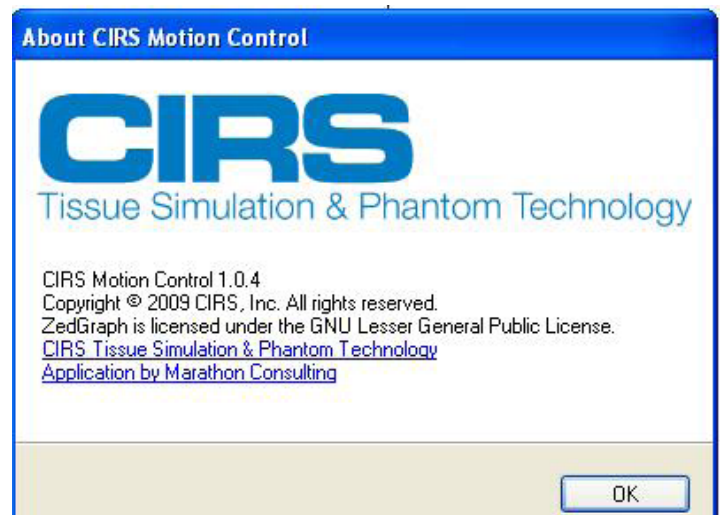 About CIRS Motion Control
CIRS
Tissue Simulation & Phantom Technology
CIRS Motion Control 1.0.4
Copyright © 2009 CIRS, Inc. All rights reserved.
ZedGraph is licensed under the GNU Lesser General Public License.
CIRS Tissue Simulation & Phantom Technology
Application by Marathon Consulting
OK